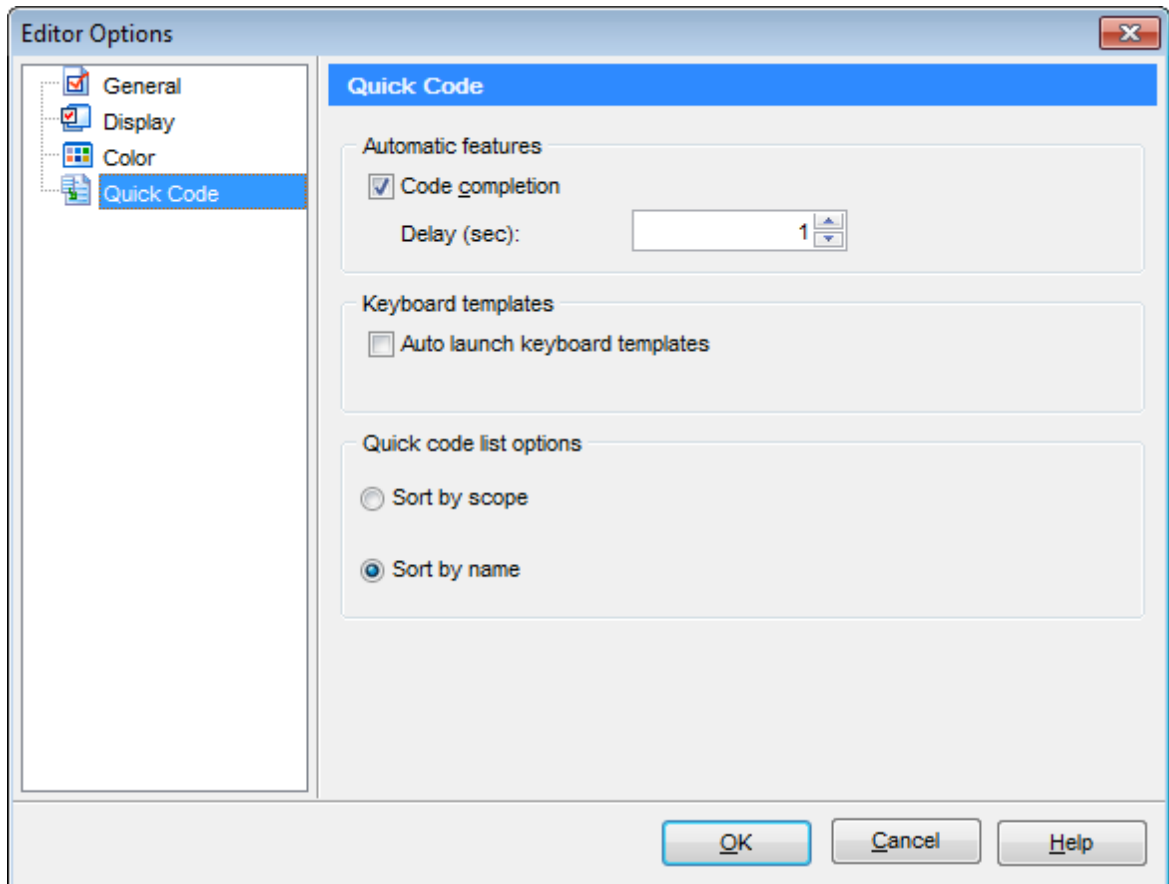 Editor Options
General
Display
Color
Quick Code
Quick Code
Automatic features
Code completion
Delay (sec): 1
Keyboard templates
Auto launch keyboard templates
Quick code list options
Sort by scope
Sort by name
OK Cancel Help